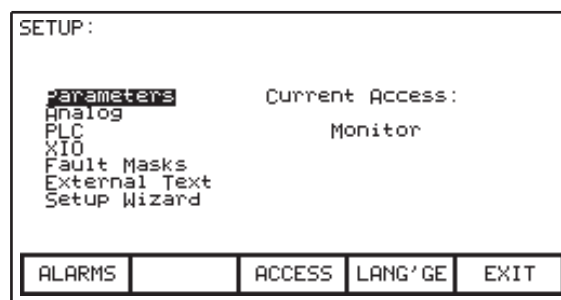 SETUP:
Parameters
Current Access:
Analog
PLC
Monitor
XIO
Fault Masks
External Text
Setup Wizard
ALARMS ACCESS LANG'GE EXIT